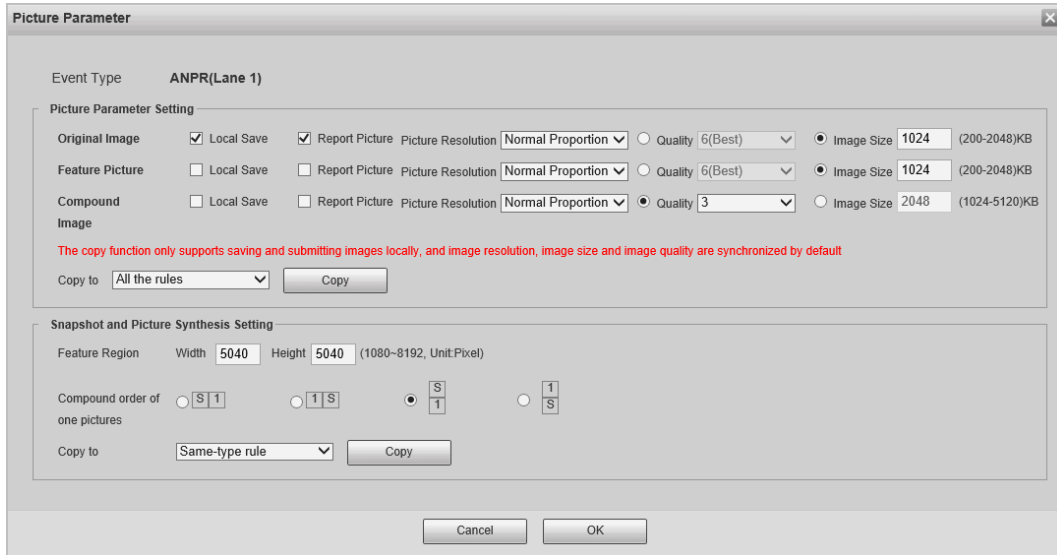 Picture Parameter
Event Type ANPR(Lane 1)
Picture Parameter Setting
Original Image Local Save Report Picture Picture Resolution Normal Proportion Quality 6(Best) Image Size 1024 (200-2048)KB
Feature Picture Local Save Report Picture Picture Resolution Normal Proportion Quality 6(Best) Image Size 1024 (200-2048)KB
Compound Local Save Report Picture Picture Resolution Normal Proportion Quality 3 Image Size 2048 (1024-5120)KB
Image
The copy function only supports saving and submitting images locally, and image resolution, image size and image quality are synchronized by default
Copy to All the rules Copy
Snapshot and Picture Synthesis Setting
Feature Region Width 5040 Height 5040 (1080~8192, Unit:Pixel)
Compound order of S 1 1 S S 1 1 S
one pictures
Copy to Same-type rule Copy
Cancel OK